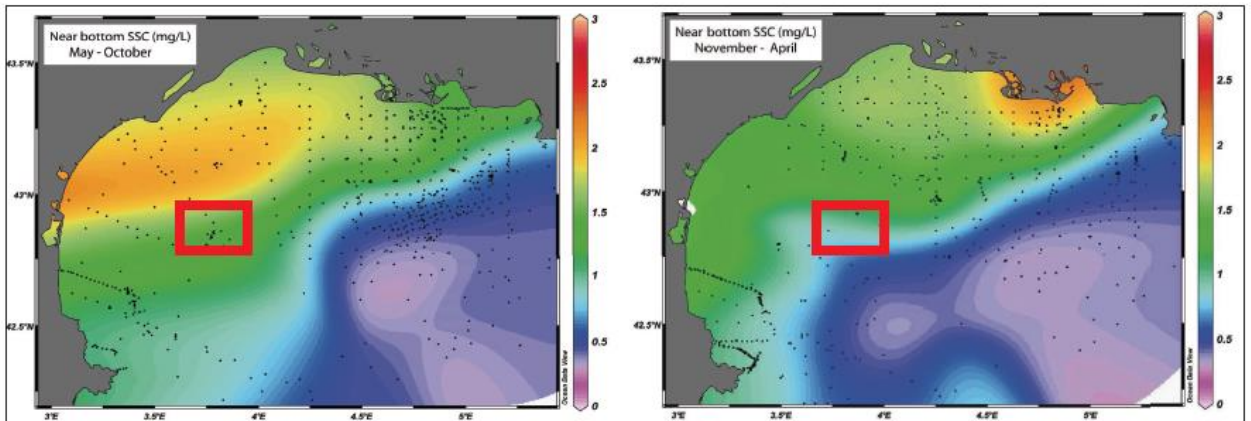 Near bottom SSC (mg/L)
May - October
43.5°N
43°N
42.5°N
3°E
3.5°E
4°E
4.5°E
5°E
3
2.5
2
1.5
1
0.5
0
Ocean Data View
Near bottom SSC (mg/L)
November - April
43.5°N
43°N
42.5°N
3°E
3.5°E
4°E
4.5°E
5°E
3
2.5
2
1.5
1
0.5
0
Ocean Data View